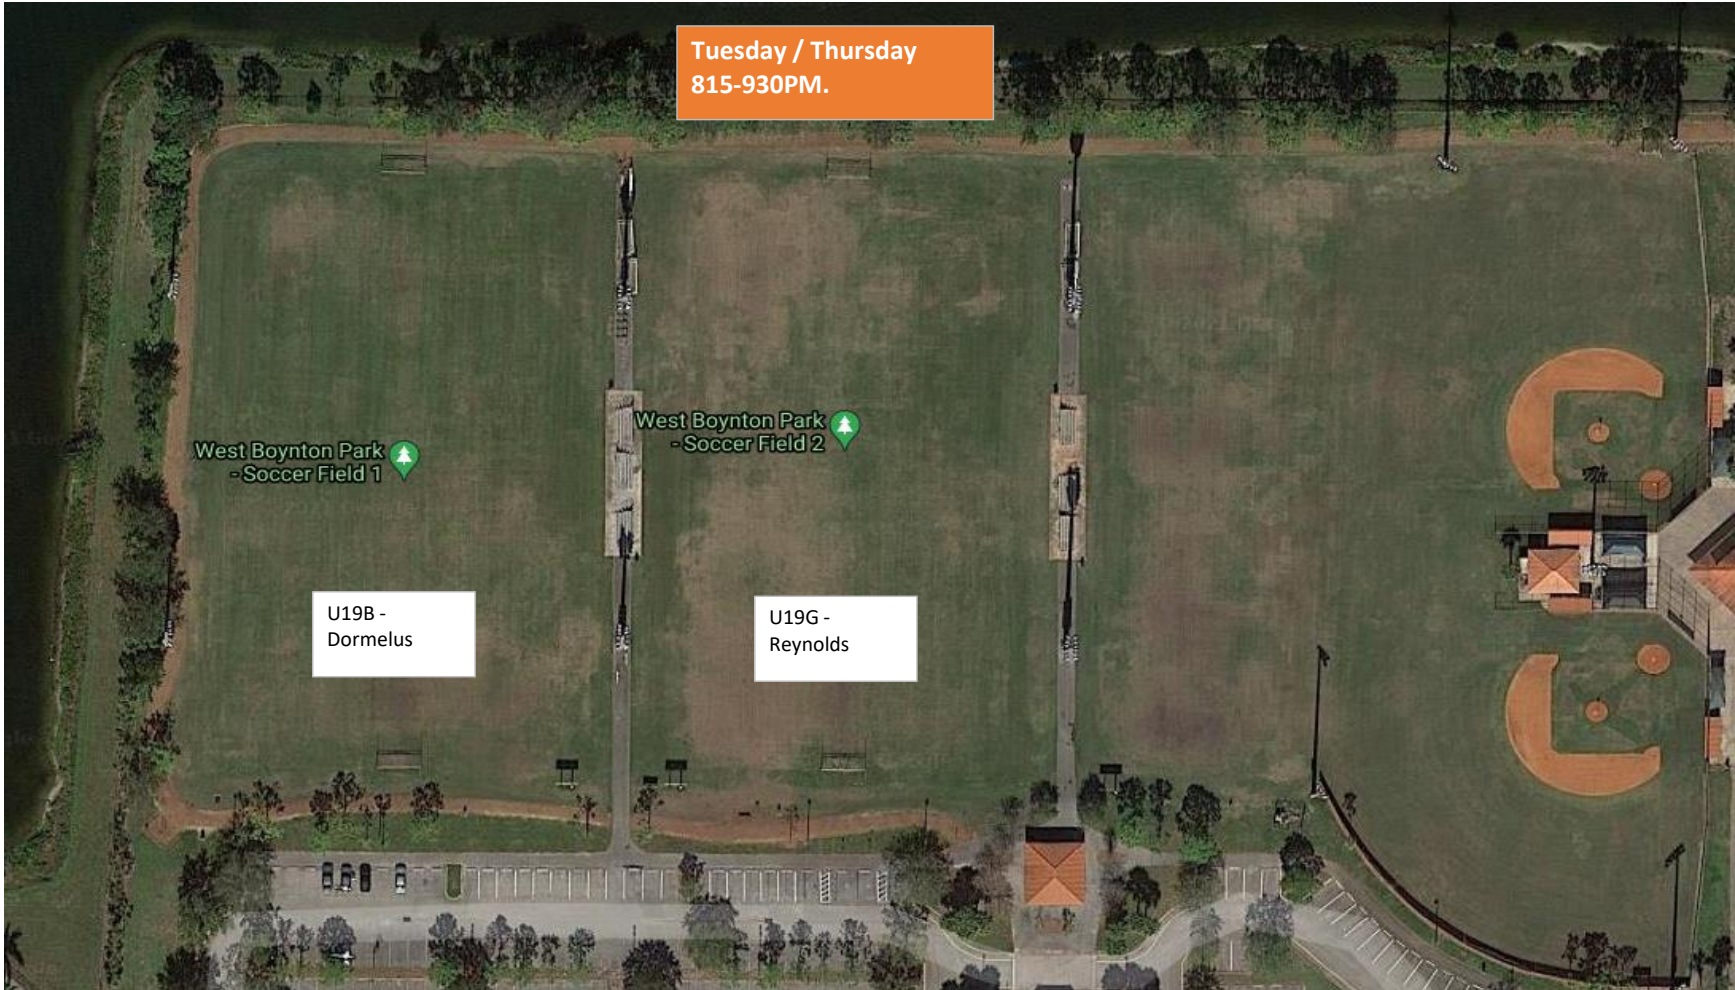 Tuesday / Thursday
815-930PM.
West Boynton Park
- Soccer Field 1
West Boynton Park
- Soccer Field 2
U19B -
Dormelus
U19G -
Reynolds